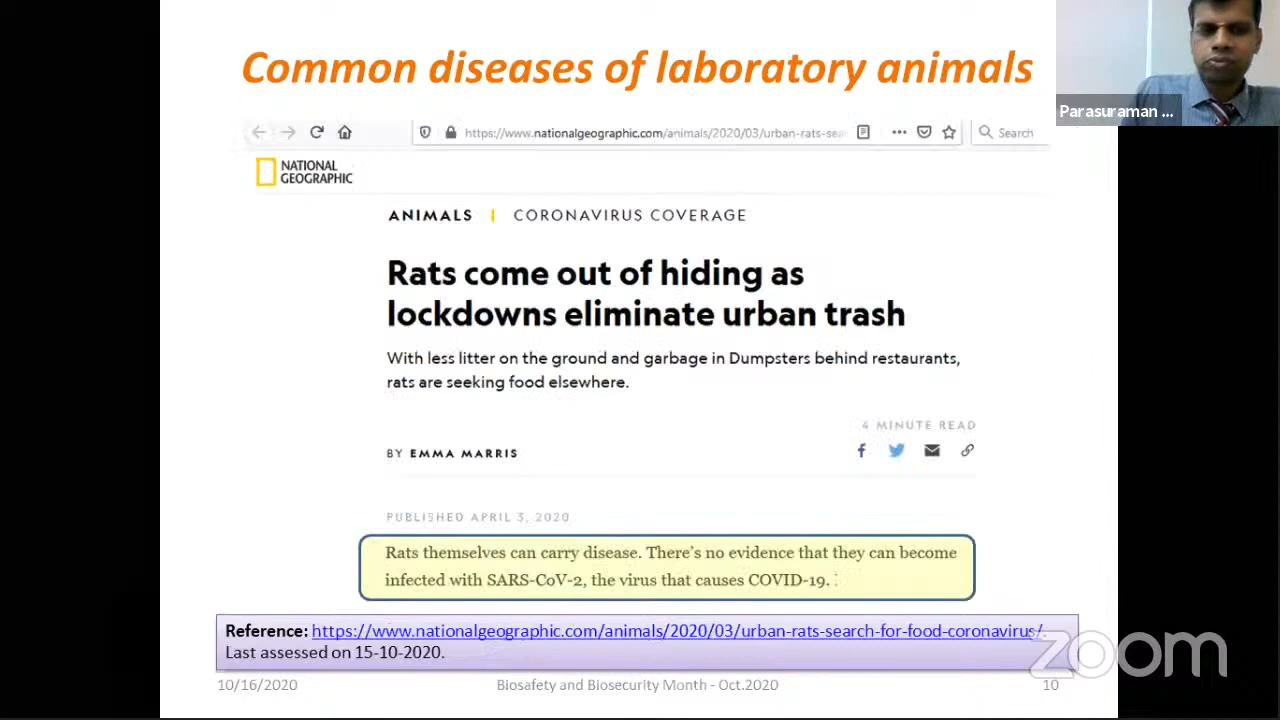 Common diseases of laboratory animals
Parasuraman ...
https://www.nationalgeographic.com/animals/2020/03/urban-rats-sea
Search
NATIONAL
GEOGRAPHIC
ANIMALS | CORONAVIRUS COVERAGE
Rats come out of hiding as
lockdowns eliminate urban trash
With less litter on the ground and garbage in Dumpsters behind restaurants,
rats are seeking food elsewhere.
4 MINUTE READ
BY EMMA MARRIS
PUBLISHED APRIL 3, 2020
Rats themselves can carry disease. There's no evidence that they can become
infected with SARS-CoV-2, the virus that causes COVID-19.
Reference: https://www.nationalgeographic.com/animals/2020/03/urban-rats-search-for-food-coronavirus/.
Last assessed on 15-10-2020.
zoom
10/16/2020 Biosafety and Biosecurity Month - Oct.2020 10